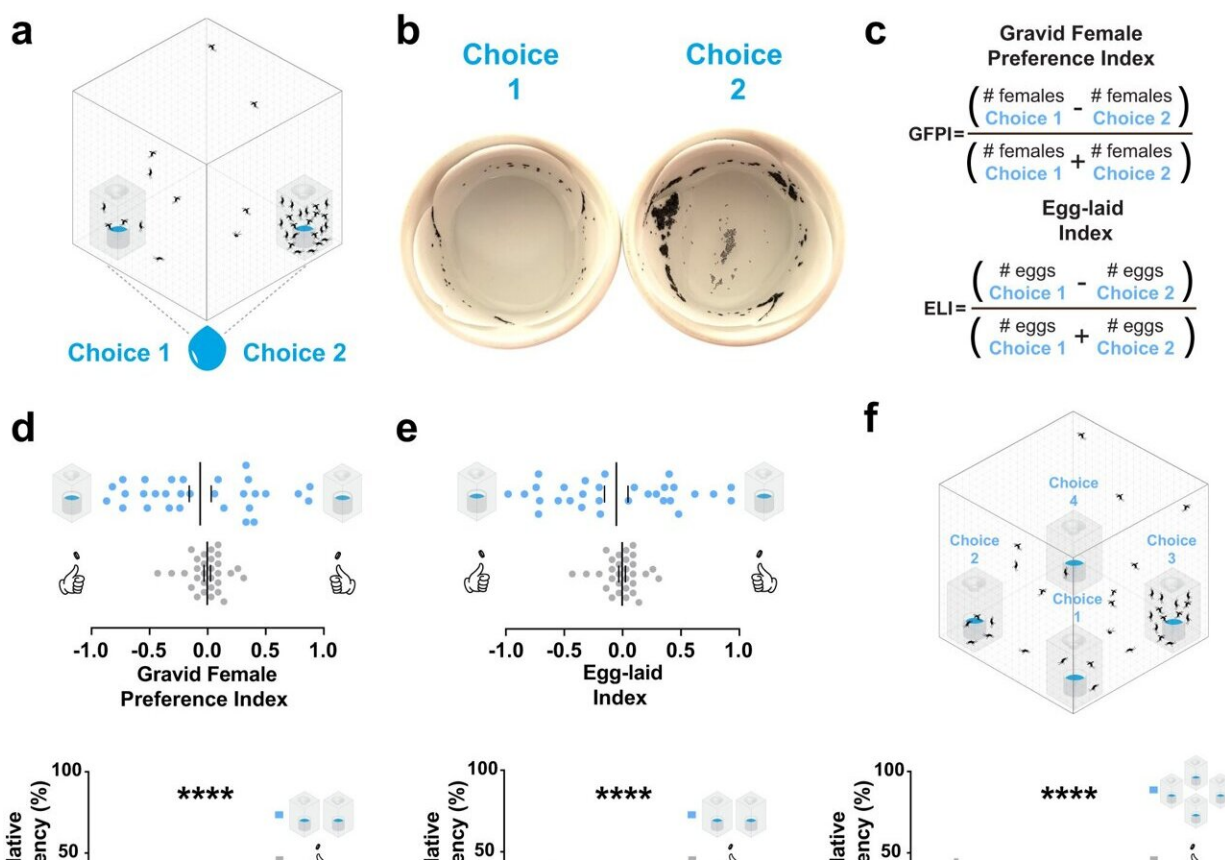 a
b
c
Choice
1
Choice
2
Gravid Female
Preference Index
GFPI=
( # females - # females )
Choice 1 Choice 2
( # females + # females )
Choice 1 Choice 2
Egg-laid
Index
ELI=
( # eggs - # eggs )
Choice 1 Choice 2
( # eggs + # eggs )
Choice 1 Choice 2
Choice 1 Choice 2
d
-1.0 -0.5 0.0 0.5 1.0
Gravid Female
Preference Index
e
-1.0 -0.5 0.0 0.5 1.0
Egg-laid
Index
f
Choice
4
Choice
2
Choice
3
Choice
1
100
****
50
(%)
100
****
50
(%)
100
****
50
(%)